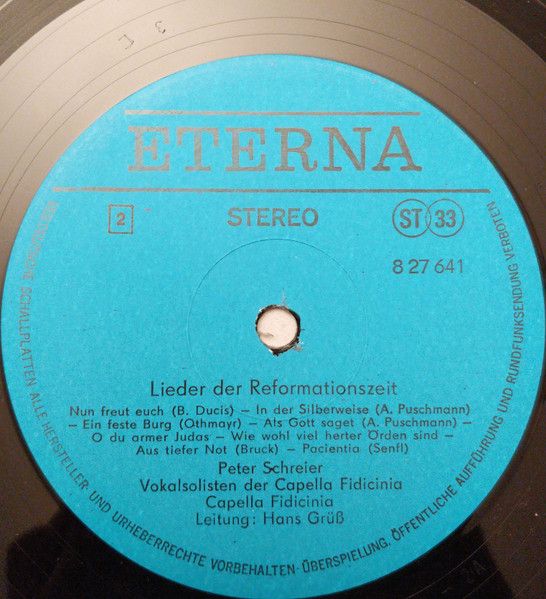 ETERNA
2
STEREO
ST 33
8 27 641
Lieder der Reformationszeit
Nun freut euch (B. Ducis) – In der Silberweise (A. Puschmann)
– Ein feste Burg (Othmayr) – Als Gott saget (A. Puschmann) –
O du armer Judas – Wie wohl viel herter Örden sind –
Aus tiefer Not (Bruck) – Pacientia (Senfl)
Peter Schreier
Vokalsolisten der Capella Fidicinia
Capella Fidicinia
Leitung: Hans Grüß
SCHALLPLATTEN ALLE HERSTELLER- UND URHEBERRECHTE VORBEHALTEN · ÜBERSPIELUNG, ÖFFENTLICHE AUFFÜHRUNG UND RUNDFUNKSENDUNG VERBOTEN